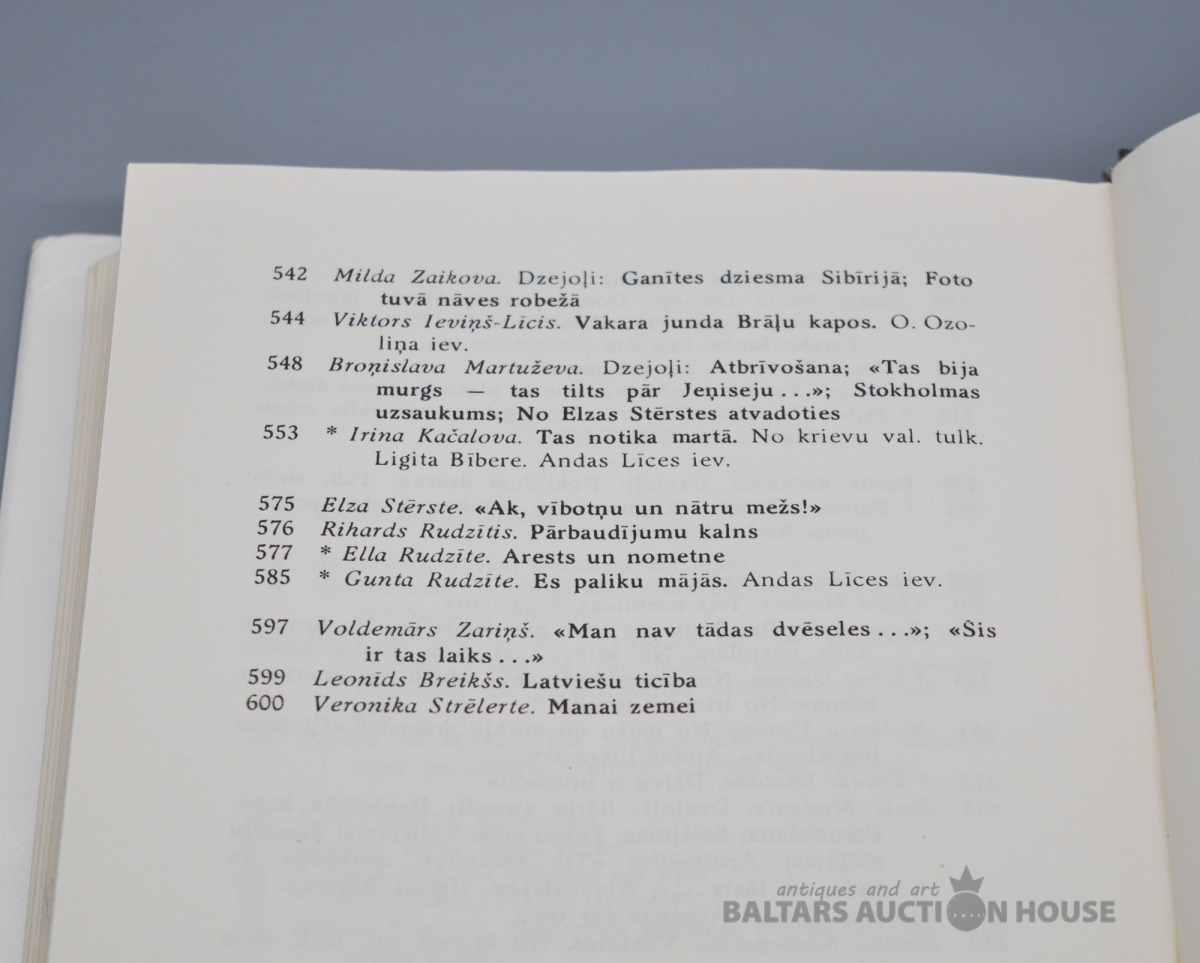 542 Milda Zaikova. Dzejoļi: Ganītes dziesma Sibīrijā; Foto
tuvā nāves robežā
544 Viktors Ieviņš-Līcis. Vakara junda Brāļu kapos. O. Ozo-
liņa iev.
548 Broņislava Martuževa. Dzejoļi: Atbrīvošana; «Tas bija
murgs — tas tilts pār Jeņiseju...»; Stokholmas
uzsaukums; No Elzas Stērstes atvadoties
553 * Irina Kačalova. Tas notika martā. No krievu val. tulk.
Ligita Bībere. Andas Līces iev.
575 Elza Stērste. «Ak, vībotņu un nātru mežs!»
576 Rihards Rudzītis. Pārbaudījumu kalns
577 * Ella Rudzīte. Arests un nometne
585 * Gunta Rudzīte. Es paliku mājās. Andas Līces iev.
597 Voldemārs Zariņš. «Man nav tādas dvēseles...»; «Šis
ir tas laiks...»
599 Leonīds Breikšs. Latviešu ticība
600 Veronika Strēlerte. Manai zemei
antiques and art
BALTARS AUCTION HOUSE